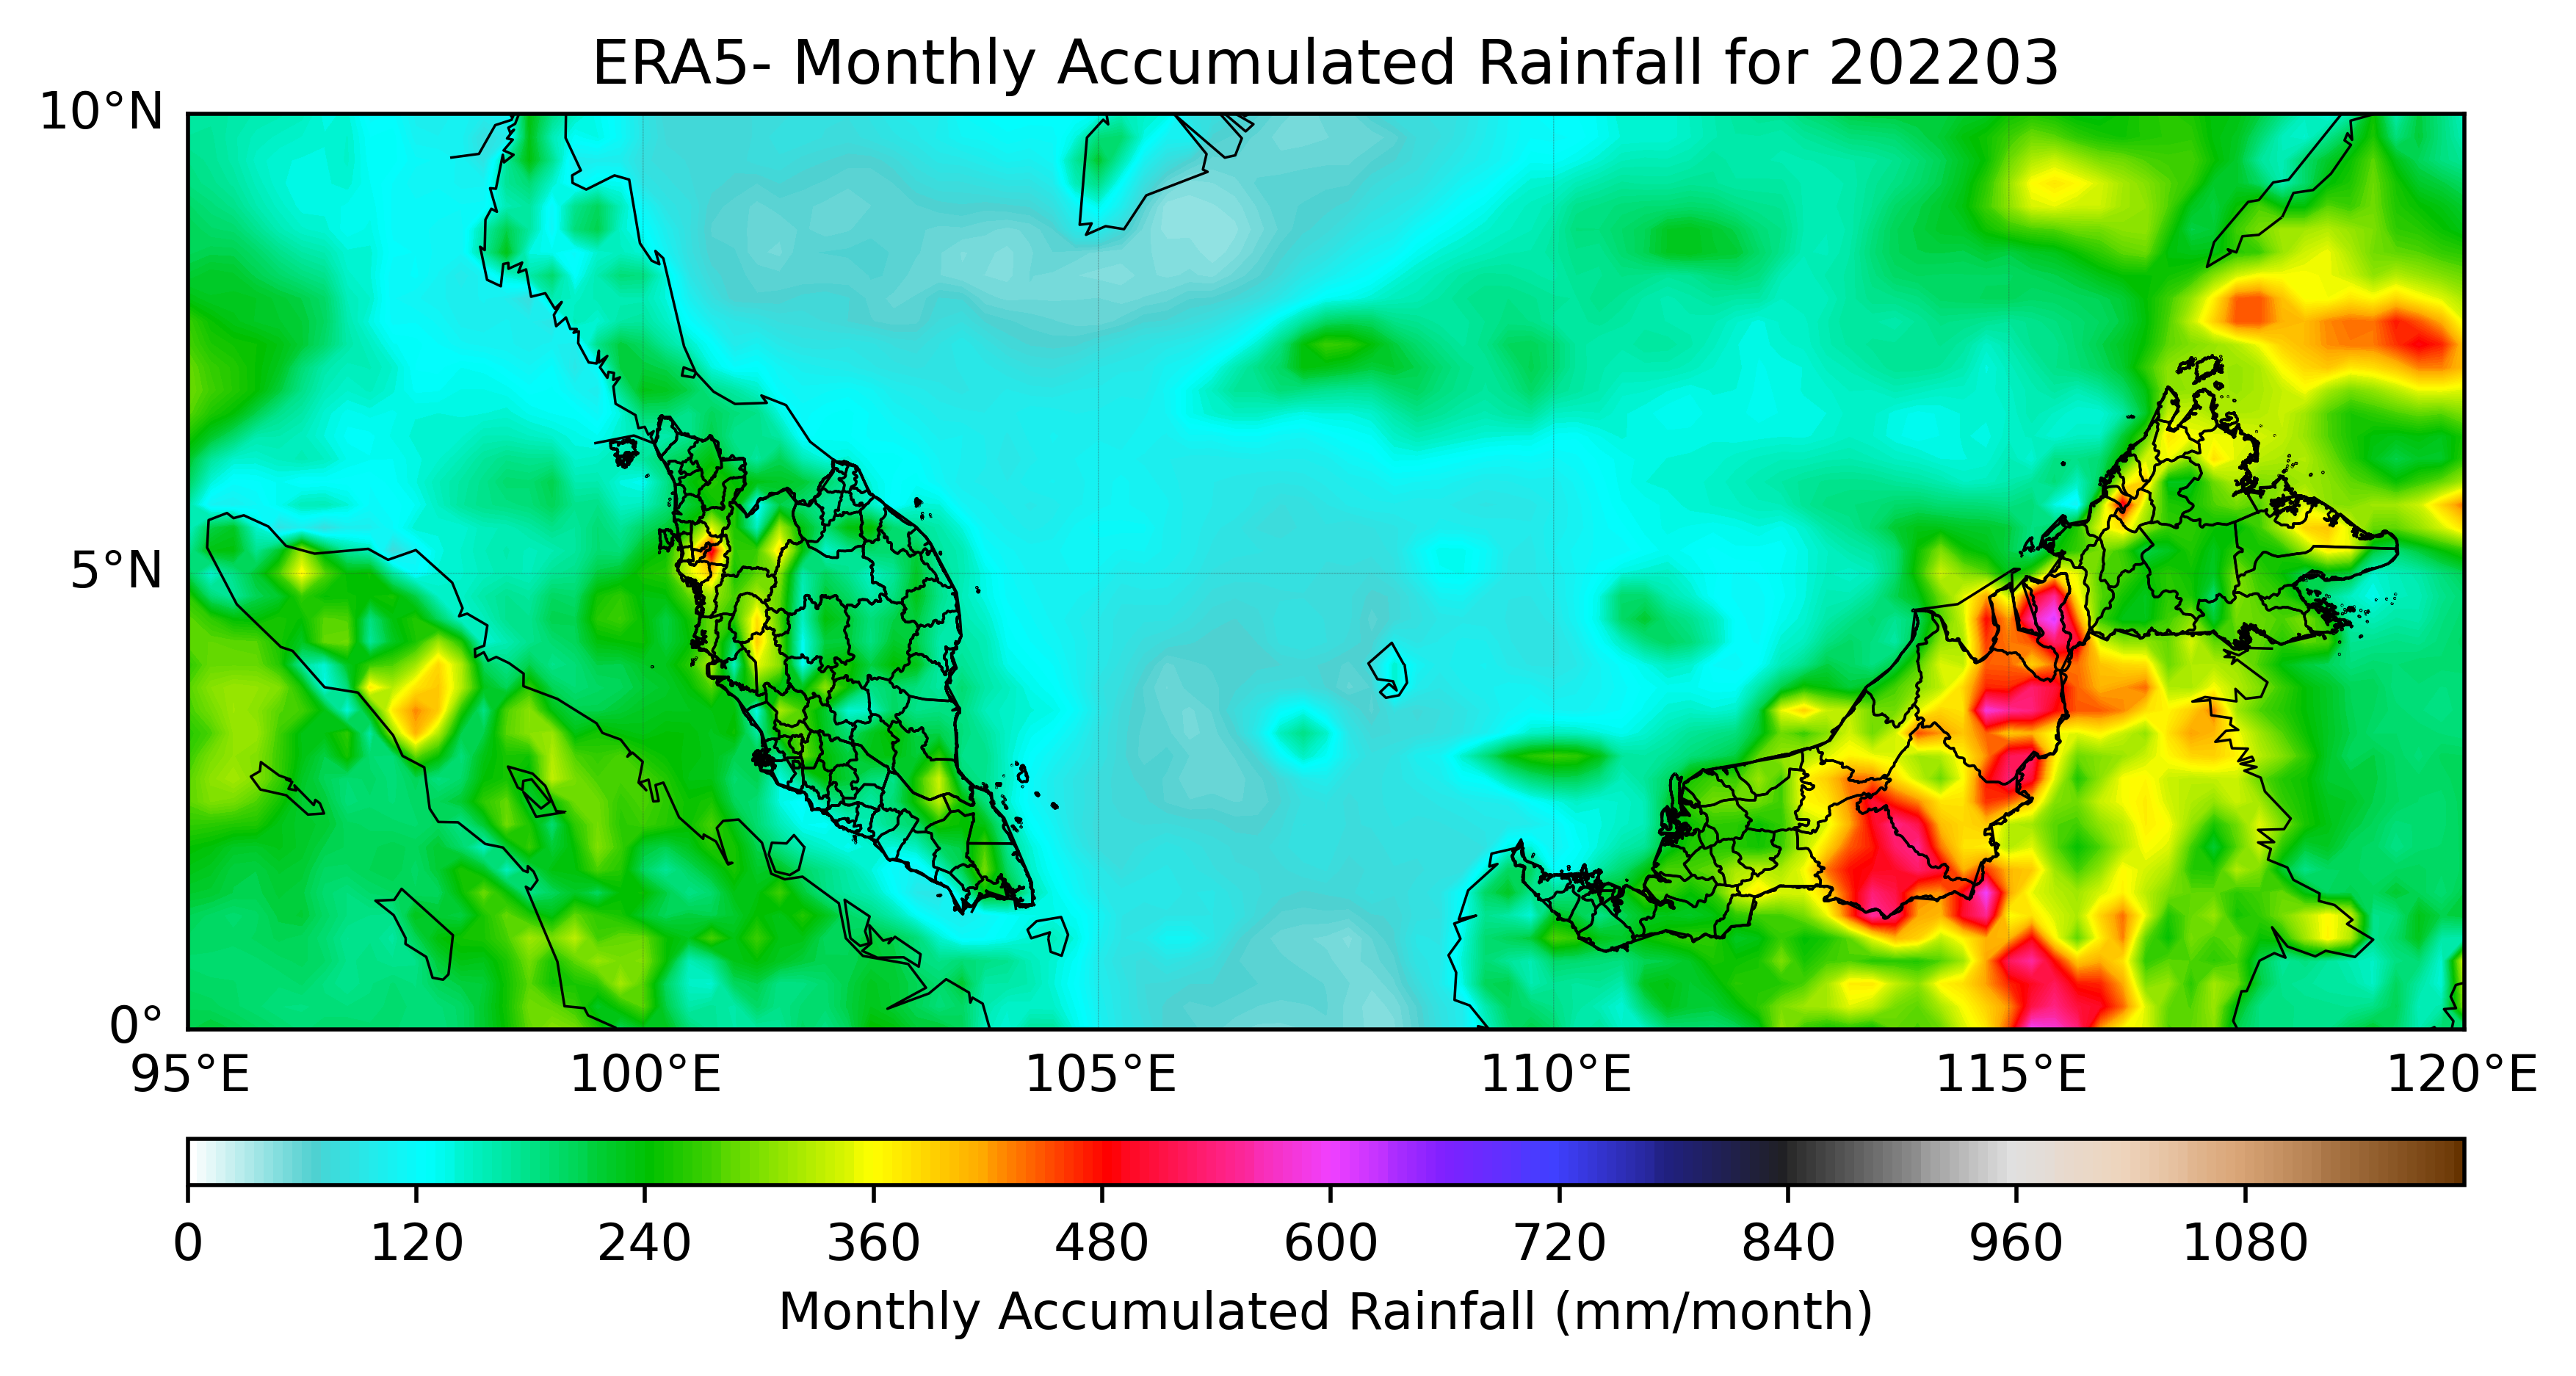 ERA5- Monthly Accumulated Rainfall for 202203
10°N
5°N
0°
95°E 100°E 105°E 110°E 115°E 120°E
0 120 240 360 480 600 720 840 960 1080
Monthly Accumulated Rainfall (mm/month)